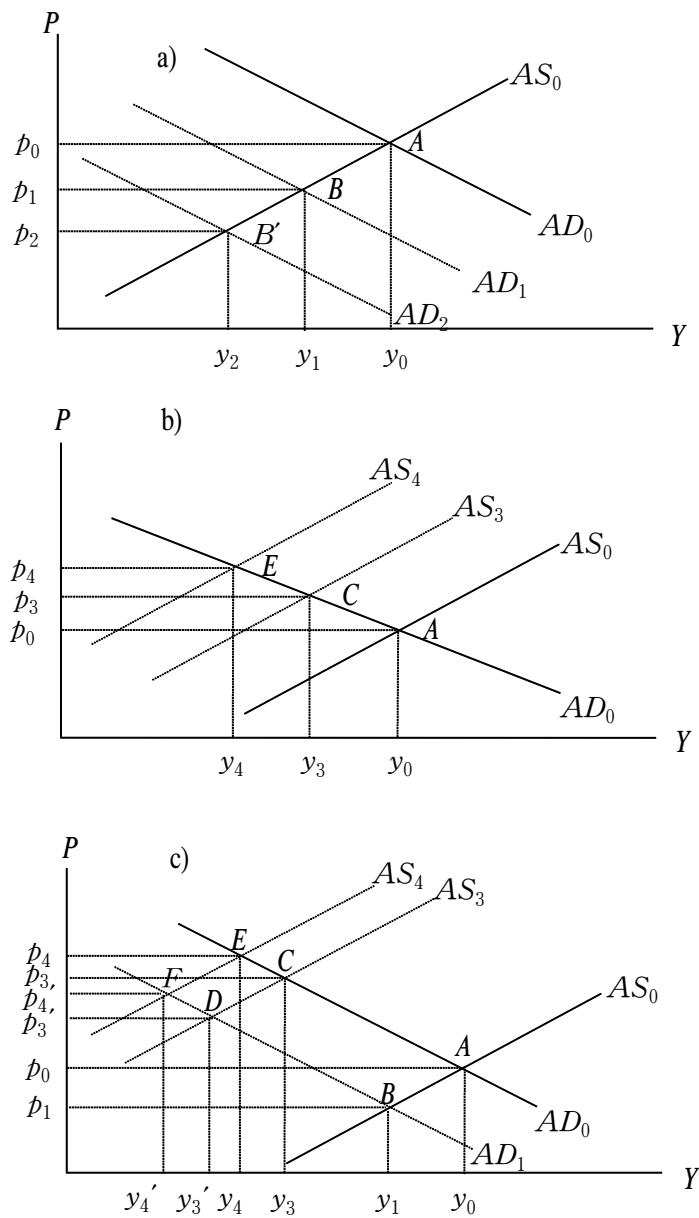 P
a)
AS₀
p₀
A
p₁
B
p₂
B′
AD₀
AD₁
AD₂
Y
y₂ y₁ y₀
P
b)
AS₄
AS₃
AS₀
p₄
E
p₃
C
p₀
A
AD₀
Y
y₄ y₃ y₀
P
c)
AS₄ AS₃
E
p₄
C
p₃
F
p₄′
D
p₃′
AS₀
A
p₀
B
p₁
AD₀
AD₁
Y
y₄′ y₃′ y₄ y₃ y₁ y₀